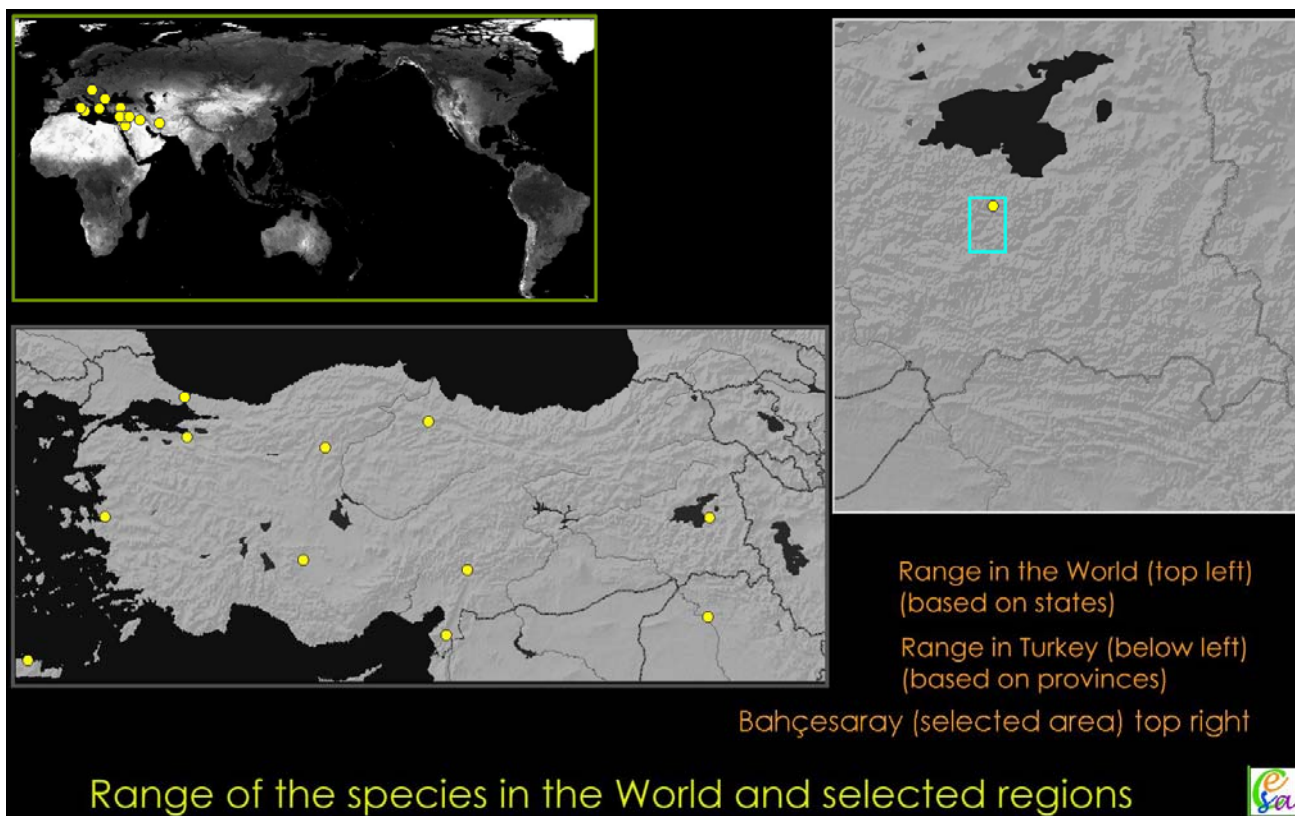 Range in the World (top left)
(based on states)
Range in Turkey (below left)
(based on provinces)
Bahçesaray (selected area) top right
Range of the species in the World and selected regions
esa